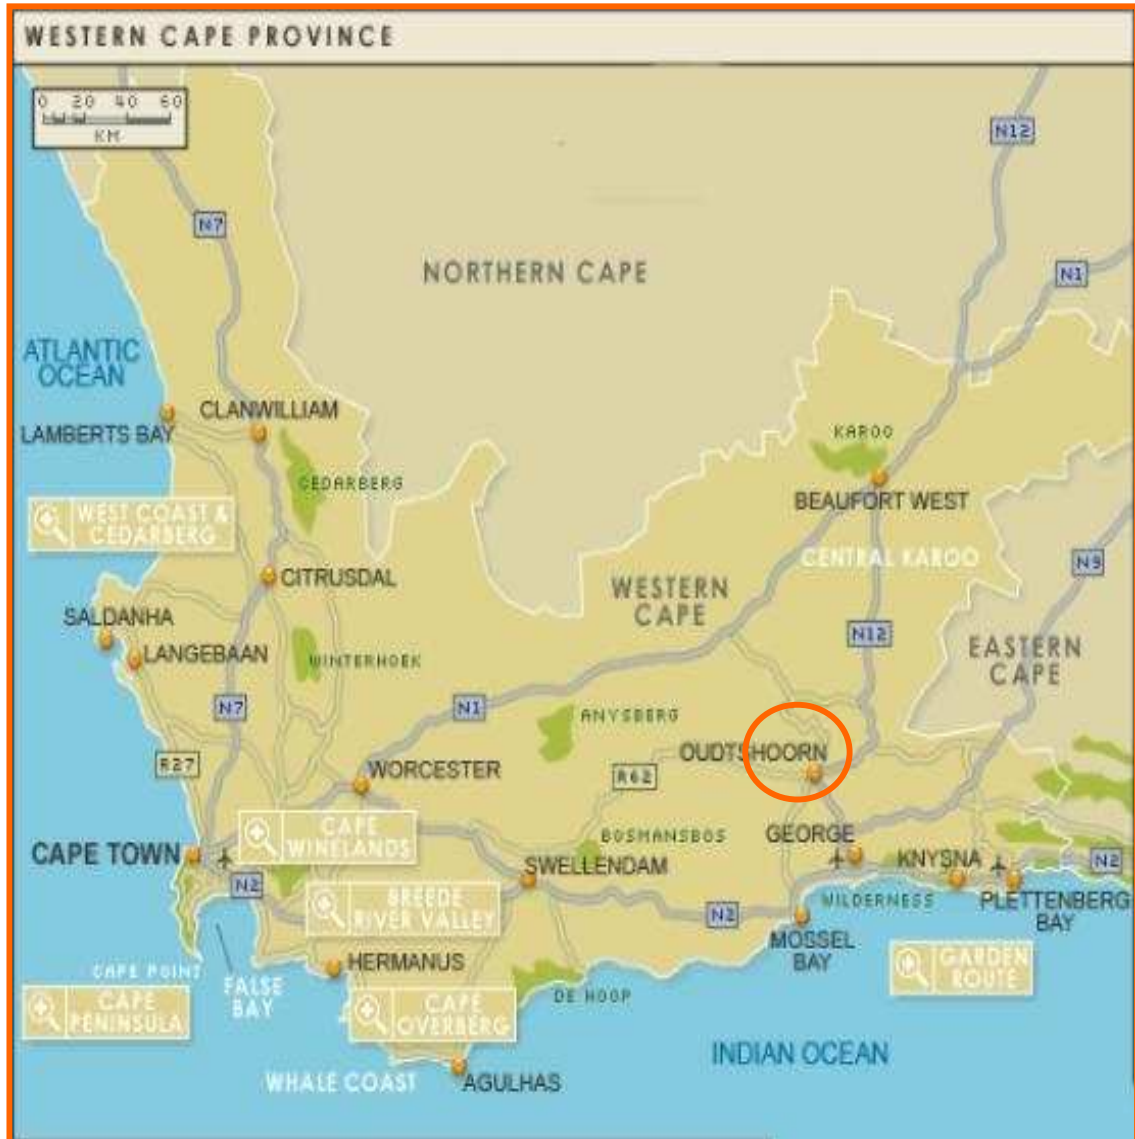 WESTERN CAPE PROVINCE
0 20 40 60
KM
N12
N7
N1
NORTHERN CAPE
ATLANTIC
OCEAN
CLANWILLIAM
LAMBERTS BAY
KAROO
CEDARBERG
BEAUFORT WEST
WEST COAST &
CEDARBERG
CENTRAL KAROO
N9
CITRUSDAL
WESTERN
CAPE
SALDANHA
N12
EASTERN
CAPE
LANGEBAAN
WINTERHOEK
N7
N1
ANYSBERG
OUDTSHOORN
R27
WORCESTER
R62
CAPE
WINELANDS
BOSMANSBOS
GEORGE
CAPE TOWN
SWELLENDAM
KNYSNA
N2
N2
BREEDE
RIVER VALLEY
N2
WILDERNESS
PLETTENBERG
BAY
MOSSEL
BAY
HERMANUS
CAPE POINT
FALSE
BAY
GARDEN
ROUTE
CAPE
PENINSULA
CAPE
OVERBERG
DE HOOP
INDIAN OCEAN
WHALE COAST
AGULHAS